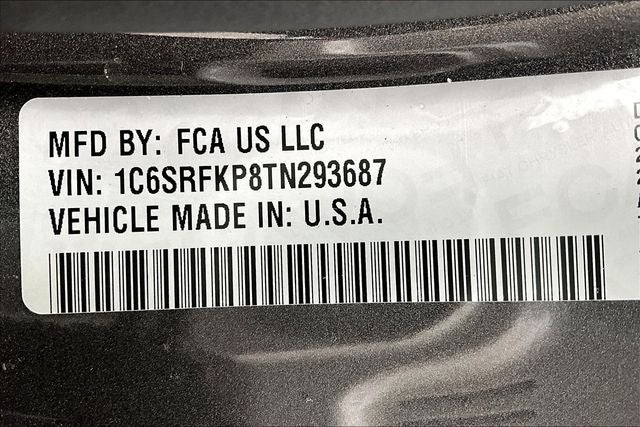 MFD BY: FCA US LLC
VIN: 1C6SRFKP8TN293687
VEHICLE MADE IN: U.S.A.